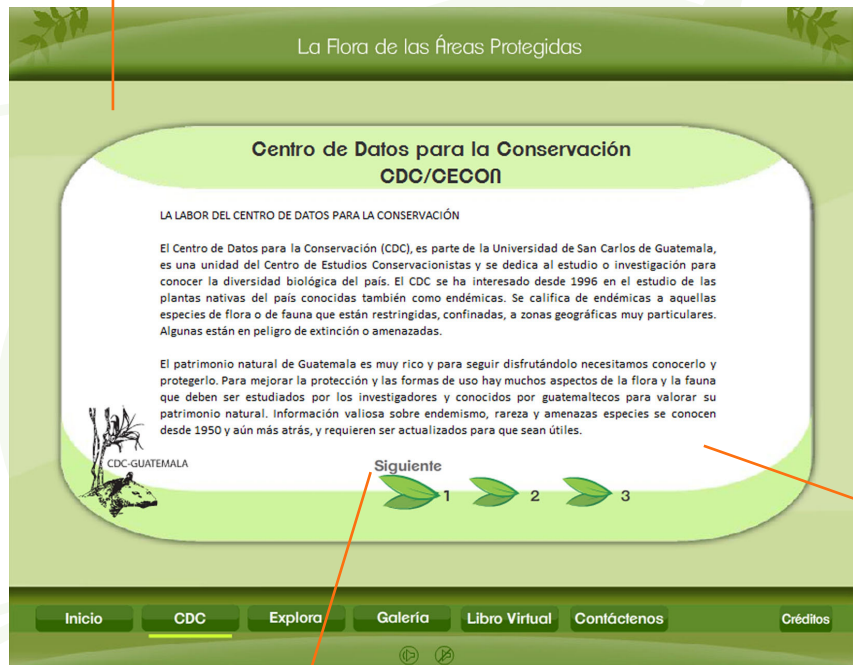 La Flora de las Áreas Protegidas
Centro de Datos para la Conservación
CDC/CECON
LA LABOR DEL CENTRO DE DATOS PARA LA CONSERVACIÓN
El Centro de Datos para la Conservación (CDC), es parte de la Universidad de San Carlos de Guatemala,
es una unidad del Centro de Estudios Conservacionistas y se dedica al estudio o investigación para
conocer la diversidad biológica del país. El CDC se ha interesado desde 1996 en el estudio de las
plantas nativas del país conocidas también como endémicas. Se califica de endémicas a aquellas
especies de flora o de fauna que están restringidas, confinadas, a zonas geográficas muy particulares.
Algunas están en peligro de extinción o amenazadas.
El patrimonio natural de Guatemala es muy rico y para seguir disfrutándolo necesitamos conocerlo y
protegerlo. Para mejorar la protección y las formas de uso hay muchos aspectos de la flora y la fauna
que deben ser estudiados por los investigadores y conocidos por guatemaltecos para valorar su
patrimonio natural. Información valiosa sobre endemismo, rareza y amenazas especies se conocen
desde 1950 y aún más atrás, y requieren ser actualizados para que sean útiles.
CDC-GUATEMALA
Siguiente
1 2 3
Inicio CDC Explora Galería Libro Virtual Contáctenos Créditos